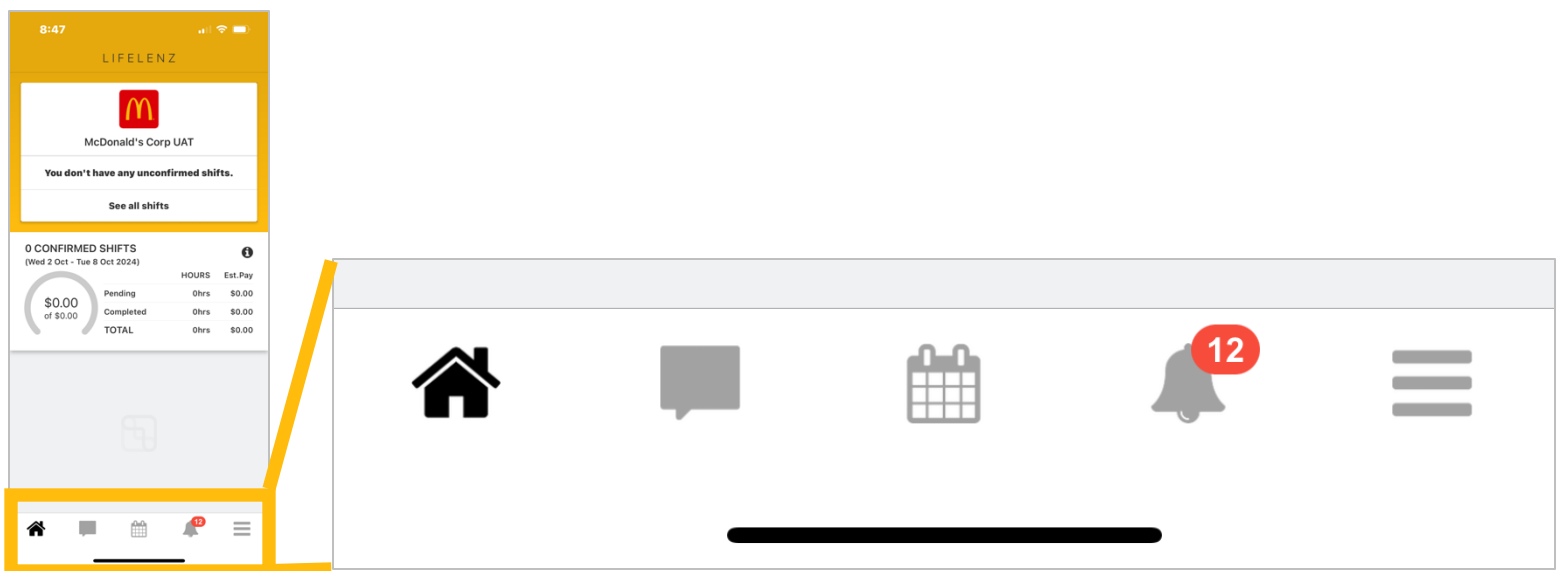 8:47
LIFELENZ
McDonald's Corp UAT
You don't have any unconfirmed shifts.
See all shifts
0 CONFIRMED SHIFTS
(Wed 2 Oct - Tue 8 Oct 2024)
HOURS Est.Pay
$0.00
of $0.00
Pending 0hrs $0.00
Completed 0hrs $0.00
TOTAL 0hrs $0.00
12
12